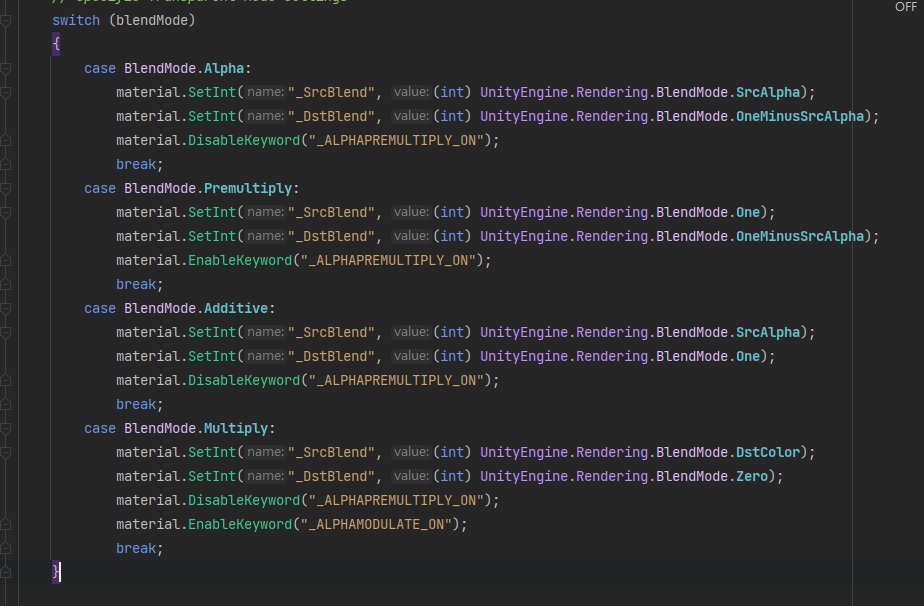 // Specific Transparent Mode Settings
OFF
switch (blendMode)
{
case BlendMode.Alpha:
material.SetInt( name: "_SrcBlend", value: (int) UnityEngine.Rendering.BlendMode.SrcAlpha);
material.SetInt( name: "_DstBlend", value: (int) UnityEngine.Rendering.BlendMode.OneMinusSrcAlpha);
material.DisableKeyword("_ALPHAPREMULTIPLY_ON");
break;
case BlendMode.Premultiply:
material.SetInt( name: "_SrcBlend", value: (int) UnityEngine.Rendering.BlendMode.One);
material.SetInt( name: "_DstBlend", value: (int) UnityEngine.Rendering.BlendMode.OneMinusSrcAlpha);
material.EnableKeyword("_ALPHAPREMULTIPLY_ON");
break;
case BlendMode.Additive:
material.SetInt( name: "_SrcBlend", value: (int) UnityEngine.Rendering.BlendMode.SrcAlpha);
material.SetInt( name: "_DstBlend", value: (int) UnityEngine.Rendering.BlendMode.One);
material.DisableKeyword("_ALPHAPREMULTIPLY_ON");
break;
case BlendMode.Multiply:
material.SetInt( name: "_SrcBlend", value: (int) UnityEngine.Rendering.BlendMode.DstColor);
material.SetInt( name: "_DstBlend", value: (int) UnityEngine.Rendering.BlendMode.Zero);
material.DisableKeyword("_ALPHAPREMULTIPLY_ON");
material.EnableKeyword("_ALPHAMODULATE_ON");
break;
}